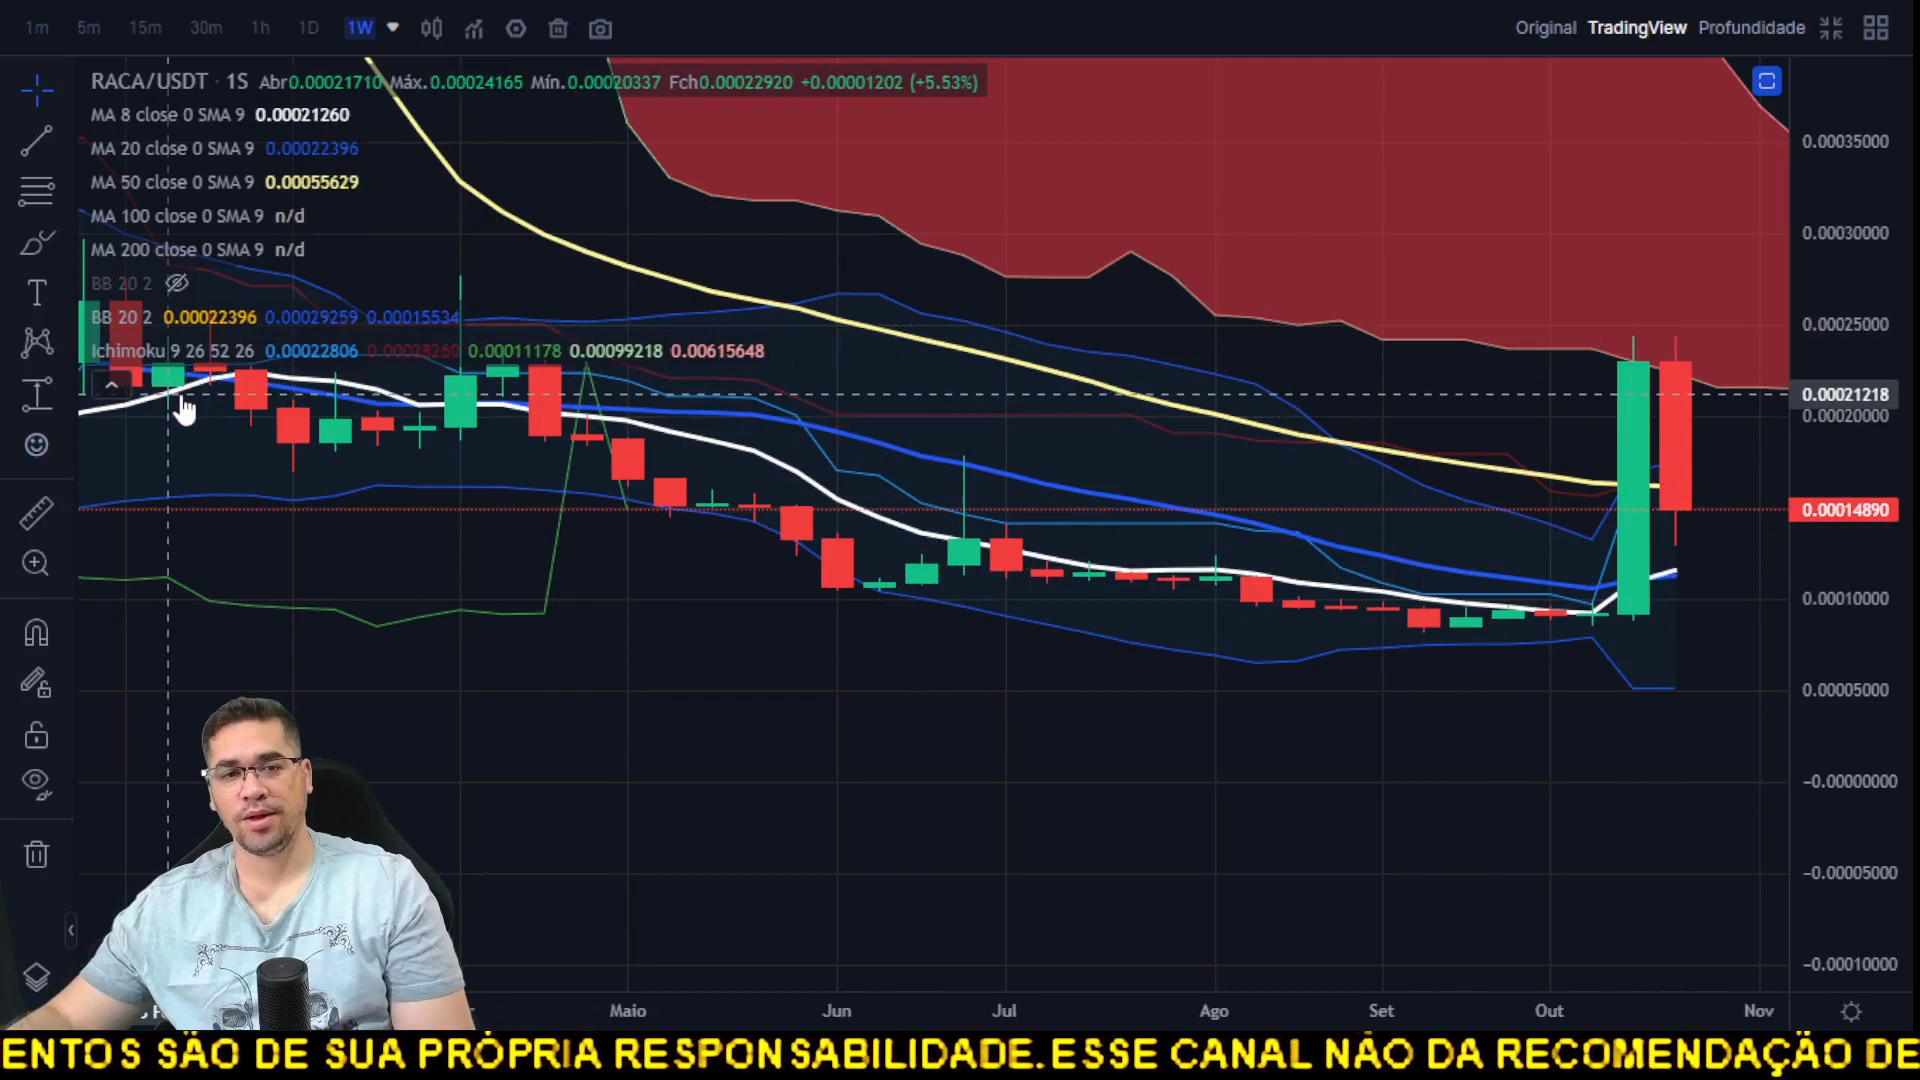 1m 5m 15m 30m 1h 1D 1W Original TradingView Profundidade
RACA/USDT · 1S Abr0.00021710 Máx.0.00024165 Mín.0.00020337 Fch0.00022920 +0.00001202 (+5.53%)
MA 8 close 0 SMA 9 0.00021260
MA 20 close 0 SMA 9 0.00022396
MA 50 close 0 SMA 9 0.00055629
MA 100 close 0 SMA 9 n/d
MA 200 close 0 SMA 9 n/d
BB 20 2
BB 20 2 0.00022396 0.00029259 0.00015534
Ichimoku 9 26 52 26 0.00022806 0.00028260 0.00011178 0.00099218 0.00615648
0.00035000
0.00030000
0.00025000
0.00021218
0.00020000
0.00014890
0.00010000
0.00005000
-0.00000000
-0.00005000
-0.00010000
Maio Jun Jul Ago Set Out Nov
ENTOS SÃO DE SUA PRÓPRIA RESPONSABILIDADE.ESSE CANAL NÃO DA RECOMENDAÇÃO DE